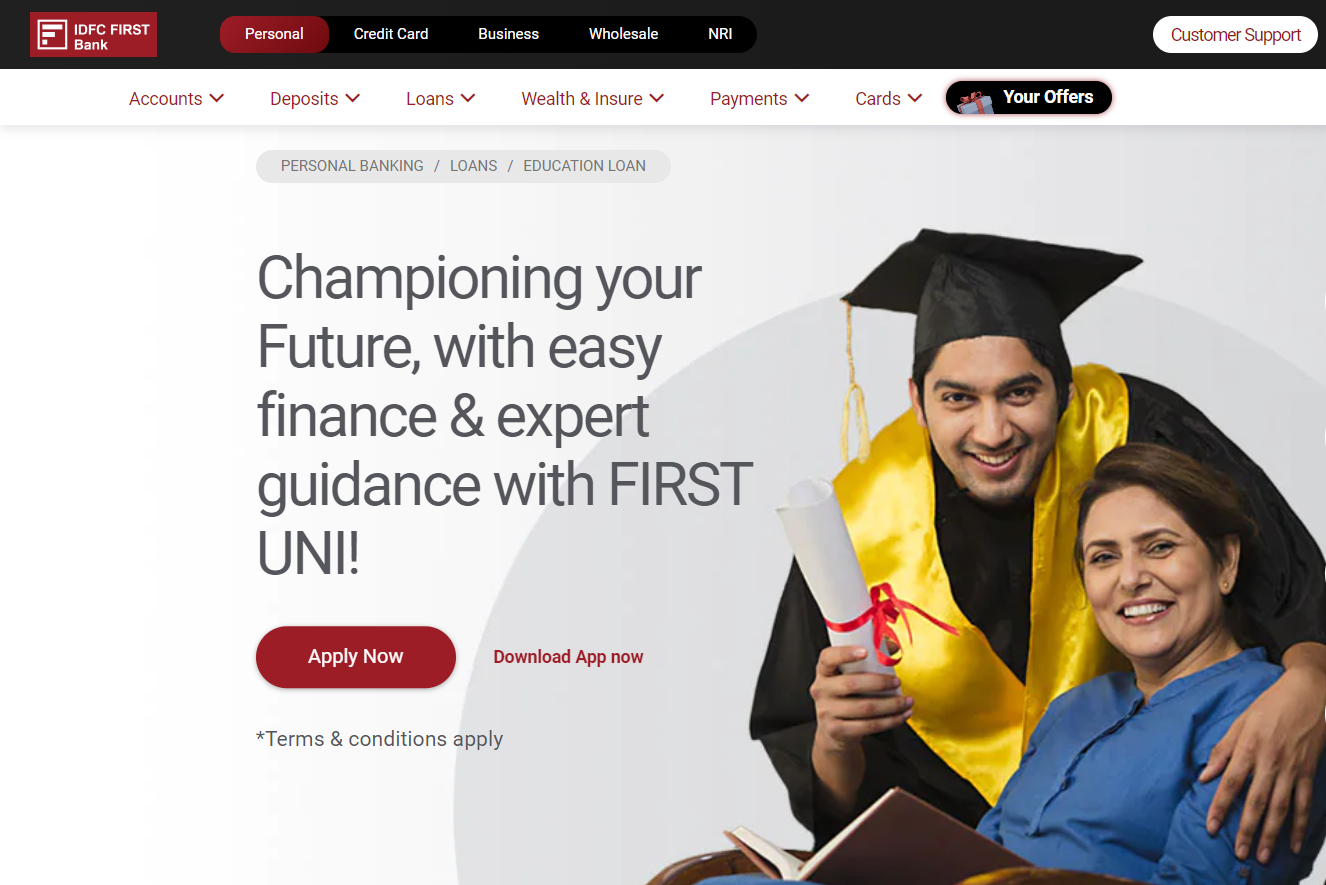 IDFC FIRST
Bank
Personal
Credit Card
Business
Wholesale
NRI
Customer Support
Accounts
Deposits
Loans
Wealth & Insure
Payments
Cards
Your Offers
PERSONAL BANKING / LOANS / EDUCATION LOAN
Championing your
Future, with easy
finance & expert
guidance with FIRST
UNI!
Apply Now
Download App now
*Terms & conditions apply